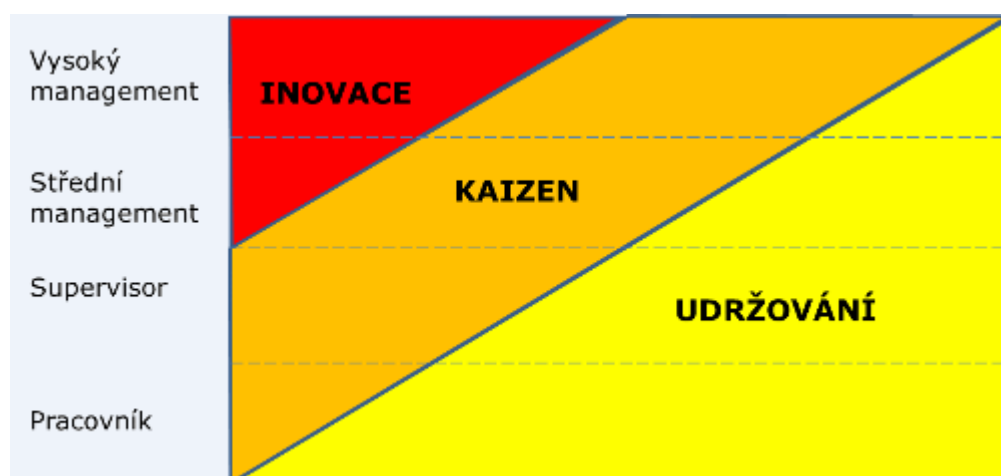 Vysoký
management
INOVACE
Střední
management
KAIZEN
Supervisor
UDRŽOVÁNÍ
Pracovník